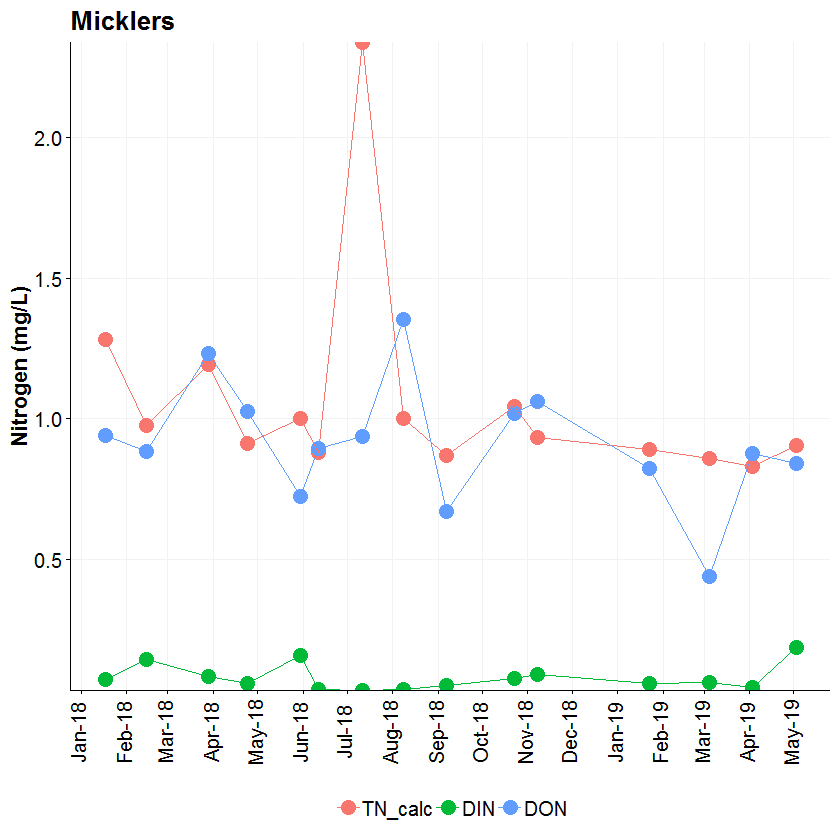 Micklers
Nitrogen (mg/L)
2.0
1.5
1.0
0.5
Jan-18
Feb-18
Mar-18
Apr-18
May-18
Jun-18
Jul-18
Aug-18
Sep-18
Oct-18
Nov-18
Dec-18
Jan-19
Feb-19
Mar-19
Apr-19
May-19
TN_calc DIN DON